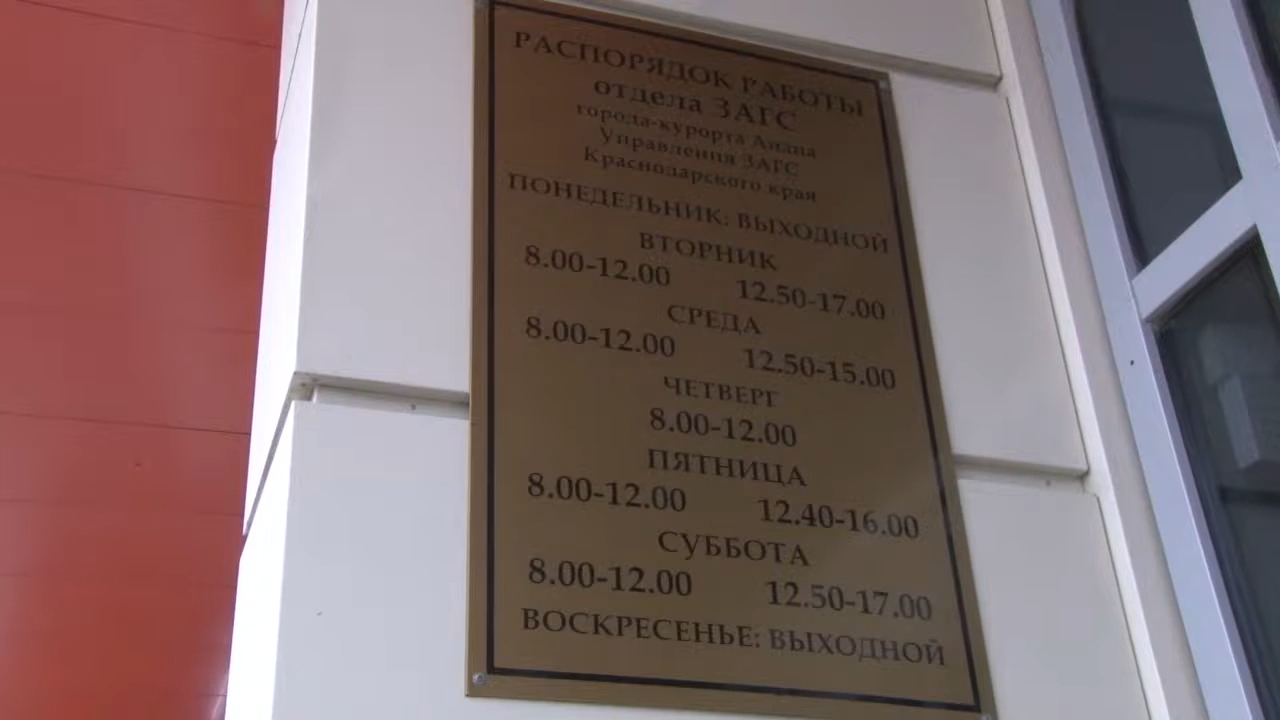 РАСПОРЯДОК РАБОТЫ
отдела ЗАГС
города-курорта Анапа
Управления ЗАГС
Краснодарского края
ПОНЕДЕЛЬНИК: ВЫХОДНОЙ
ВТОРНИК
8.00-12.00 12.50-17.00
СРЕДА
8.00-12.00 12.50-15.00
ЧЕТВЕРГ
8.00-12.00
ПЯТНИЦА
8.00-12.00 12.40-16.00
СУББОТА
8.00-12.00 12.50-17.00
ВОСКРЕСЕНЬЕ: ВЫХОДНОЙ